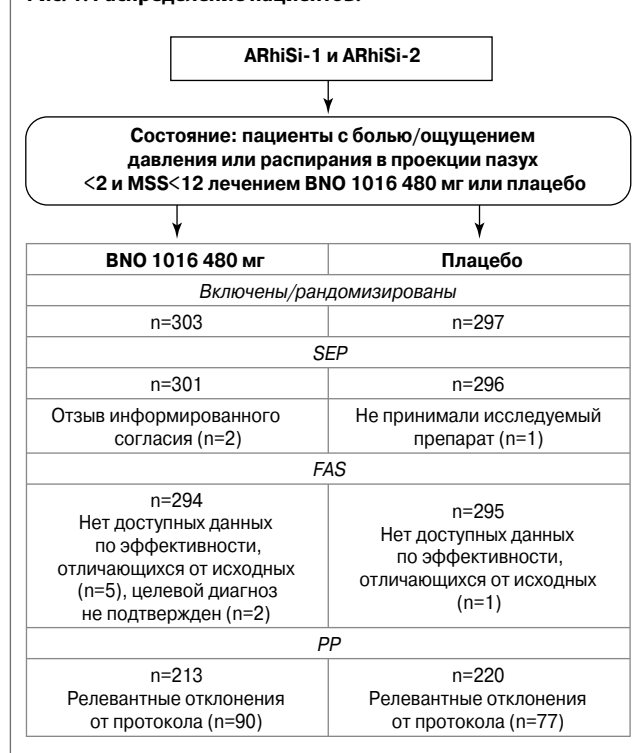 Рис. 1. Распределение пациентов.
ARhiSi-1 и ARhiSi-2
Состояние: пациенты с болью/ощущением
давления или распирания в проекции пазух
<2 и MSS<12 лечением BNO 1016 480 мг или плацебо
BNO 1016 480 мг
Плацебо
Включены/рандомизированы
n=303
n=297
SEP
n=301
n=296
Отзыв информированного
согласия (n=2)
Не принимали исследуемый
препарат (n=1)
FAS
n=294
Нет доступных данных
по эффективности,
отличающихся от исходных
(n=5), целевой диагноз
не подтвержден (n=2)
n=295
Нет доступных данных
по эффективности,
отличающихся от исходных
(n=1)
PP
n=213
Релевантные отклонения
от протокола (n=90)
n=220
Релевантные отклонения
от протокола (n=77)